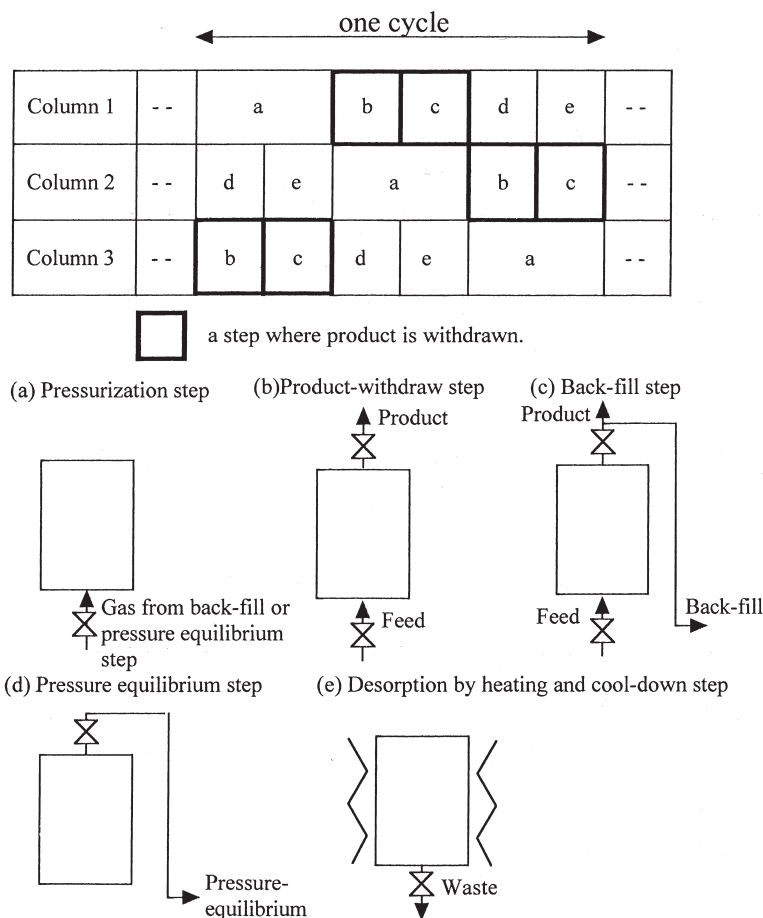 one cycle
Column 1 - - a b c d e - -
Column 2 - - d e a b c - -
Column 3 - - b c d e a - -
a step where product is withdrawn.
(a) Pressurization step
(b)Product-withdraw step
(c) Back-fill step
Product
Product
Gas from back-fill or
pressure equilibrium
step
Feed
Feed
Back-fill
(d) Pressure equilibrium step
(e) Desorption by heating and cool-down step
Pressure-
equilibrium
Waste